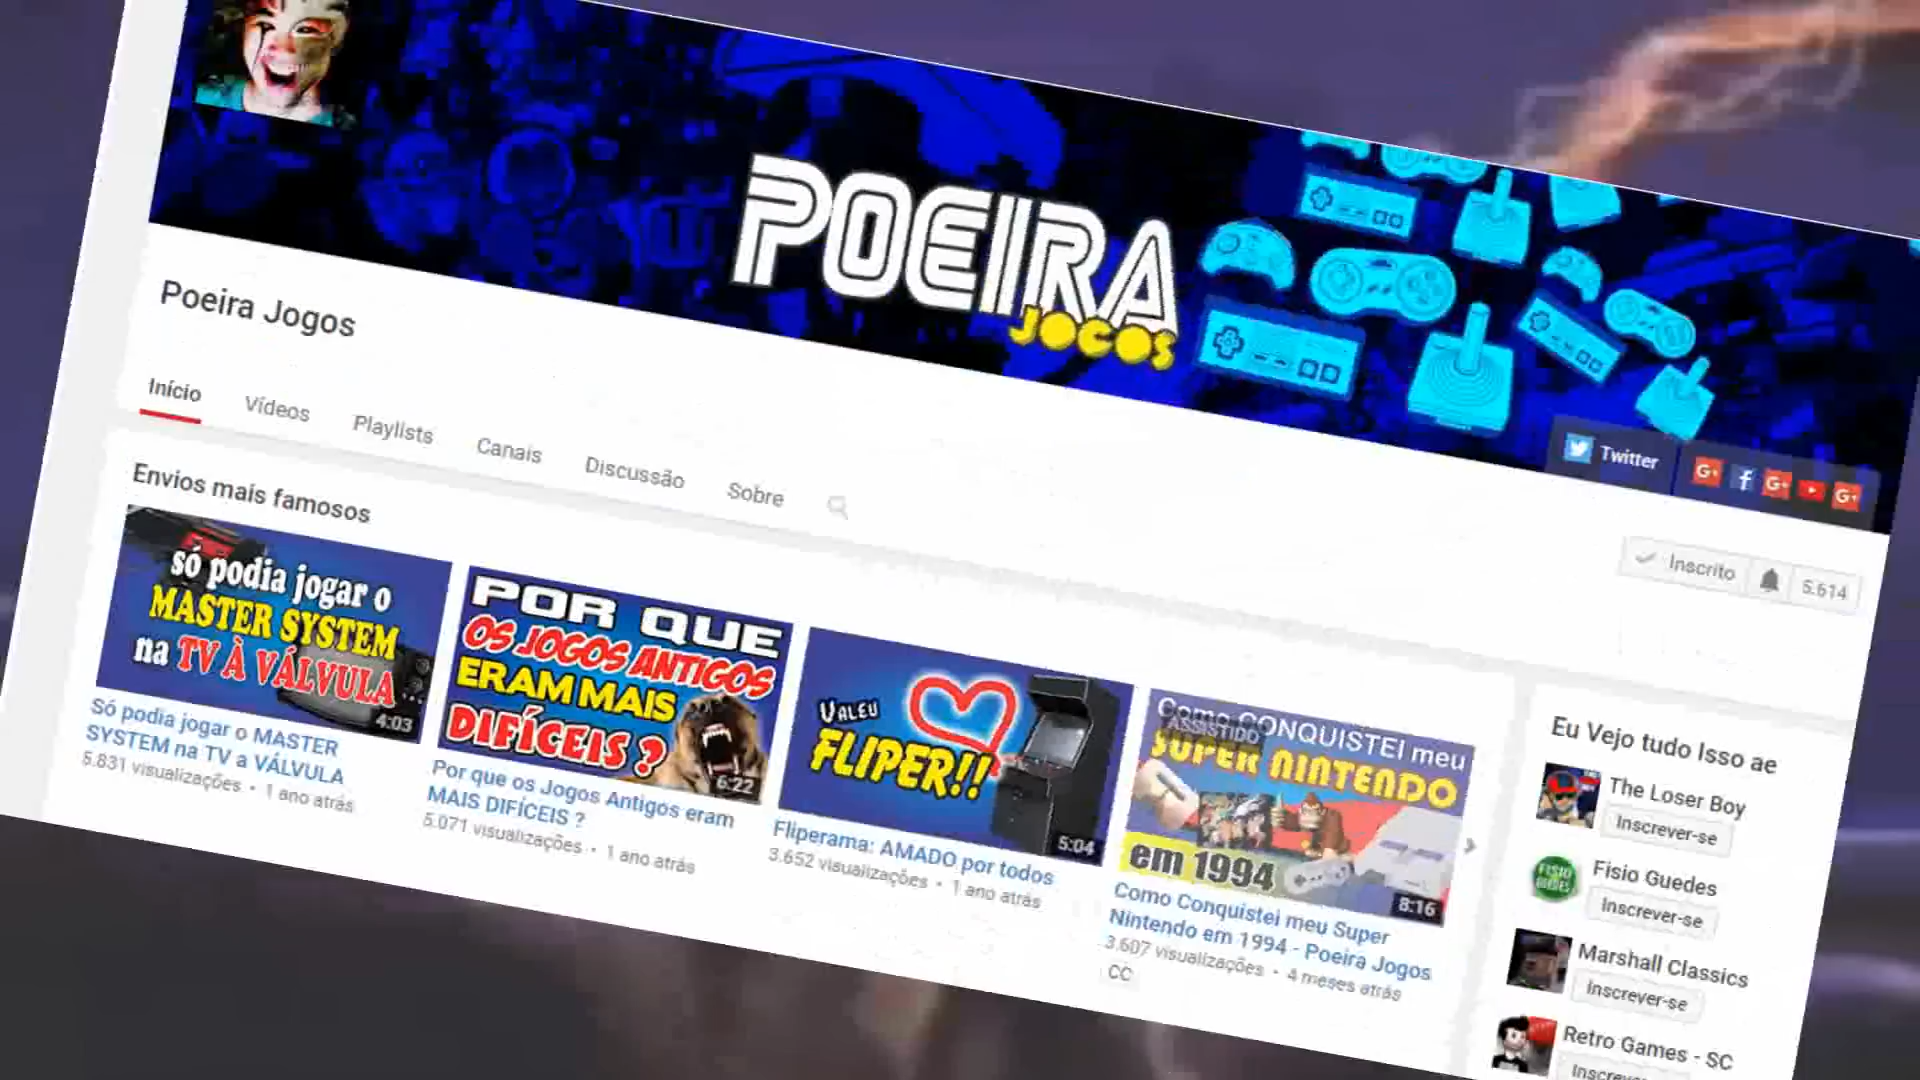 POEIRA
JOGOS
Poeira Jogos
Início
Vídeos
Playlists
Canais
Discussão
Sobre
Twitter
G+
f
G+
G+
Inscrito
5.614
Envios mais famosos
só podia jogar o
MASTER SYSTEM
na TV À VÁLVULA
4:03
Só podia jogar o MASTER
SYSTEM na TV a VÁLVULA
5.831 visualizações • 1 ano atrás
POR QUE
OS JOGOS ANTIGOS
ERAM MAIS
DIFÍCEIS ?
6:22
Por que os Jogos Antigos eram
MAIS DIFÍCEIS ?
5.071 visualizações • 1 ano atrás
VALEU
FLIPER!!
5:04
Fliperama: AMADO por todos
3.652 visualizações • 1 ano atrás
Como CONQUISTEI meu
ASSISTIDO
SUPER NINTENDO
em 1994
8:16
Como Conquistei meu Super
Nintendo em 1994 - Poeira Jogos
3.607 visualizações • 4 meses atrás
CC
Eu Vejo tudo Isso ae
The Loser Boy
Inscrever-se
FISIO
GUEDES
Fisio Guedes
Inscrever-se
Marshall Classics
Inscrever-se
Retro Games - SC